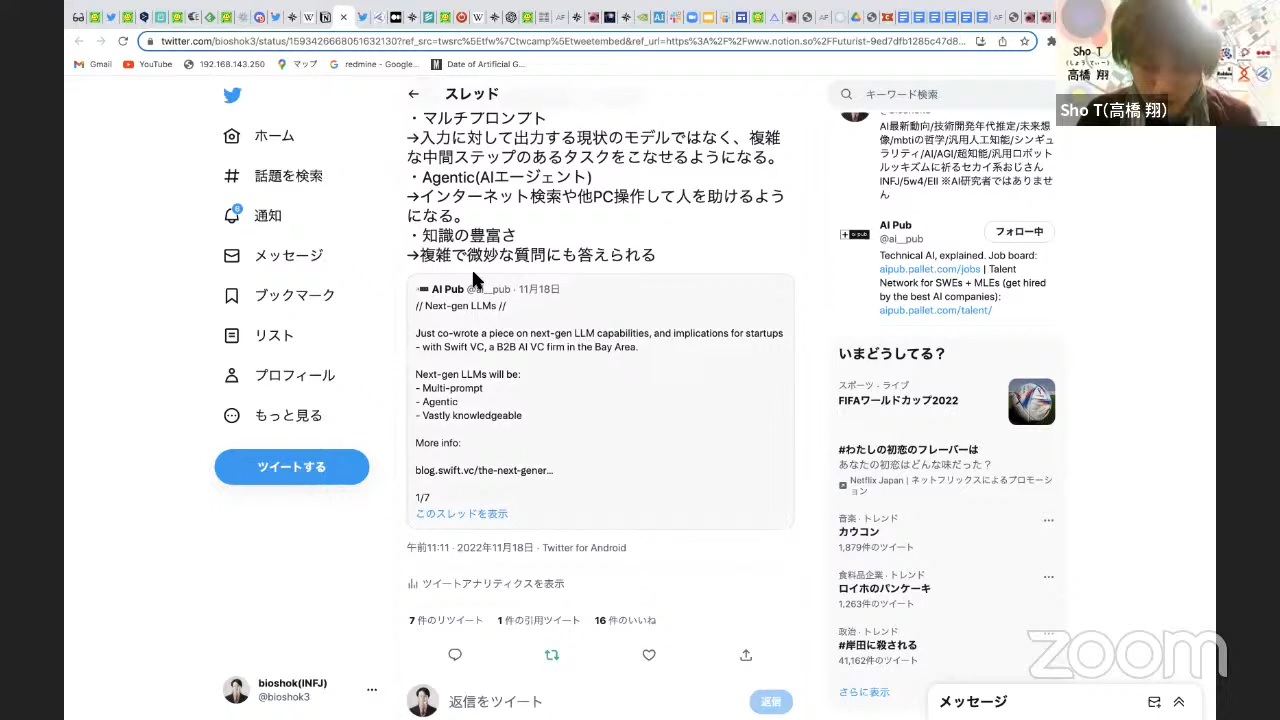 twitter.com/bioshok3/status/1593426668051632130?ref_src=twsrc%5Etfw%7Ctwcamp%5Etweetembed&ref_url=https%3A%2F%2Fwww.notion.so%2FFuturist-9ed7dfb1285c47d8...
Gmail
YouTube
192.168.143.250
マップ
redmine - Google...
Date of Artificial G...
Sho T
(しょうてぃー)
高橋 翔
Sho T(高橋 翔)
ホーム
話題を検索
6
通知
メッセージ
ブックマーク
リスト
プロフィール
もっと見る
ツイートする
bioshok(INFJ)
@bioshok3
スレッド
・マルチプロンプト
→入力に対して出力する現状のモデルではなく、複雑
な中間ステップのあるタスクをこなせるようになる。
・Agentic(AIエージェント)
→インターネット検索や他PC操作して人を助けるよう
になる。
・知識の豊富さ
→複雑で微妙な質問にも答えられる
AI Pub @ai__pub · 11月18日
// Next-gen LLMs //
Just co-wrote a piece on next-gen LLM capabilities, and implications for startups
- with Swift VC, a B2B AI VC firm in the Bay Area.
Next-gen LLMs will be:
- Multi-prompt
- Agentic
- Vastly knowledgeable
More info:
blog.swift.vc/the-next-gener...
1/7
このスレッドを表示
午前11:11 · 2022年11月18日 · Twitter for Android
ツイートアナリティクスを表示
7 件のリツイート 1 件の引用ツイート 16 件のいいね
返信をツイート
返信
キーワード検索
AI最新動向/技術開発年代推定/未来想
像/mbtiの哲学/汎用人工知能/シンギュ
ラリティ/AI/AGI/超知能/汎用ロボット
ルッキズムに祈るセカイ系おじさん
INFJ/5w4/EII ※AI研究者ではありませ
ん
AI Pub
@ai__pub
フォロー中
Technical AI, explained. Job board:
aipub.pallet.com/jobs | Talent
Network for SWEs + MLEs (get hired
by the best AI companies):
aipub.pallet.com/talent/
いまどうしてる？
スポーツ · ライブ
FIFAワールドカップ2022
#わたしの初恋のフレーバーは
あなたの初恋はどんな味だった？
Netflix Japan | ネットフリックスによるプロモーシ
ョン
音楽 · トレンド
カウコン
1,879件のツイート
食料品企業 · トレンド
ロイホのパンケーキ
1,263件のツイート
政治 · トレンド
#岸田に殺される
41,162件のツイート
さらに表示
メッセージ
zoom